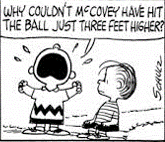 WHY COULDN'T McCOVEY HAVE HIT
THE BALL JUST THREE FEET HIGHER?
SCHULZ